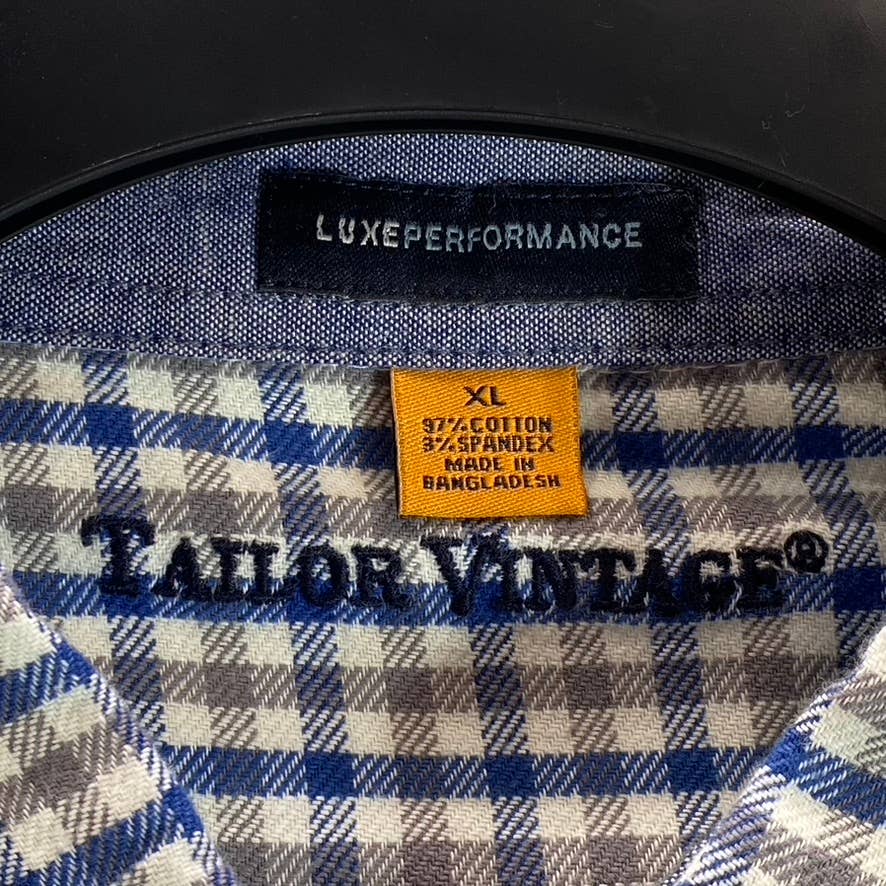 LUXEPERFORMANCE
XL
97% COTTON
3% SPANDEX
MADE IN
BANGLADESH
TAILOR VINTAGE®